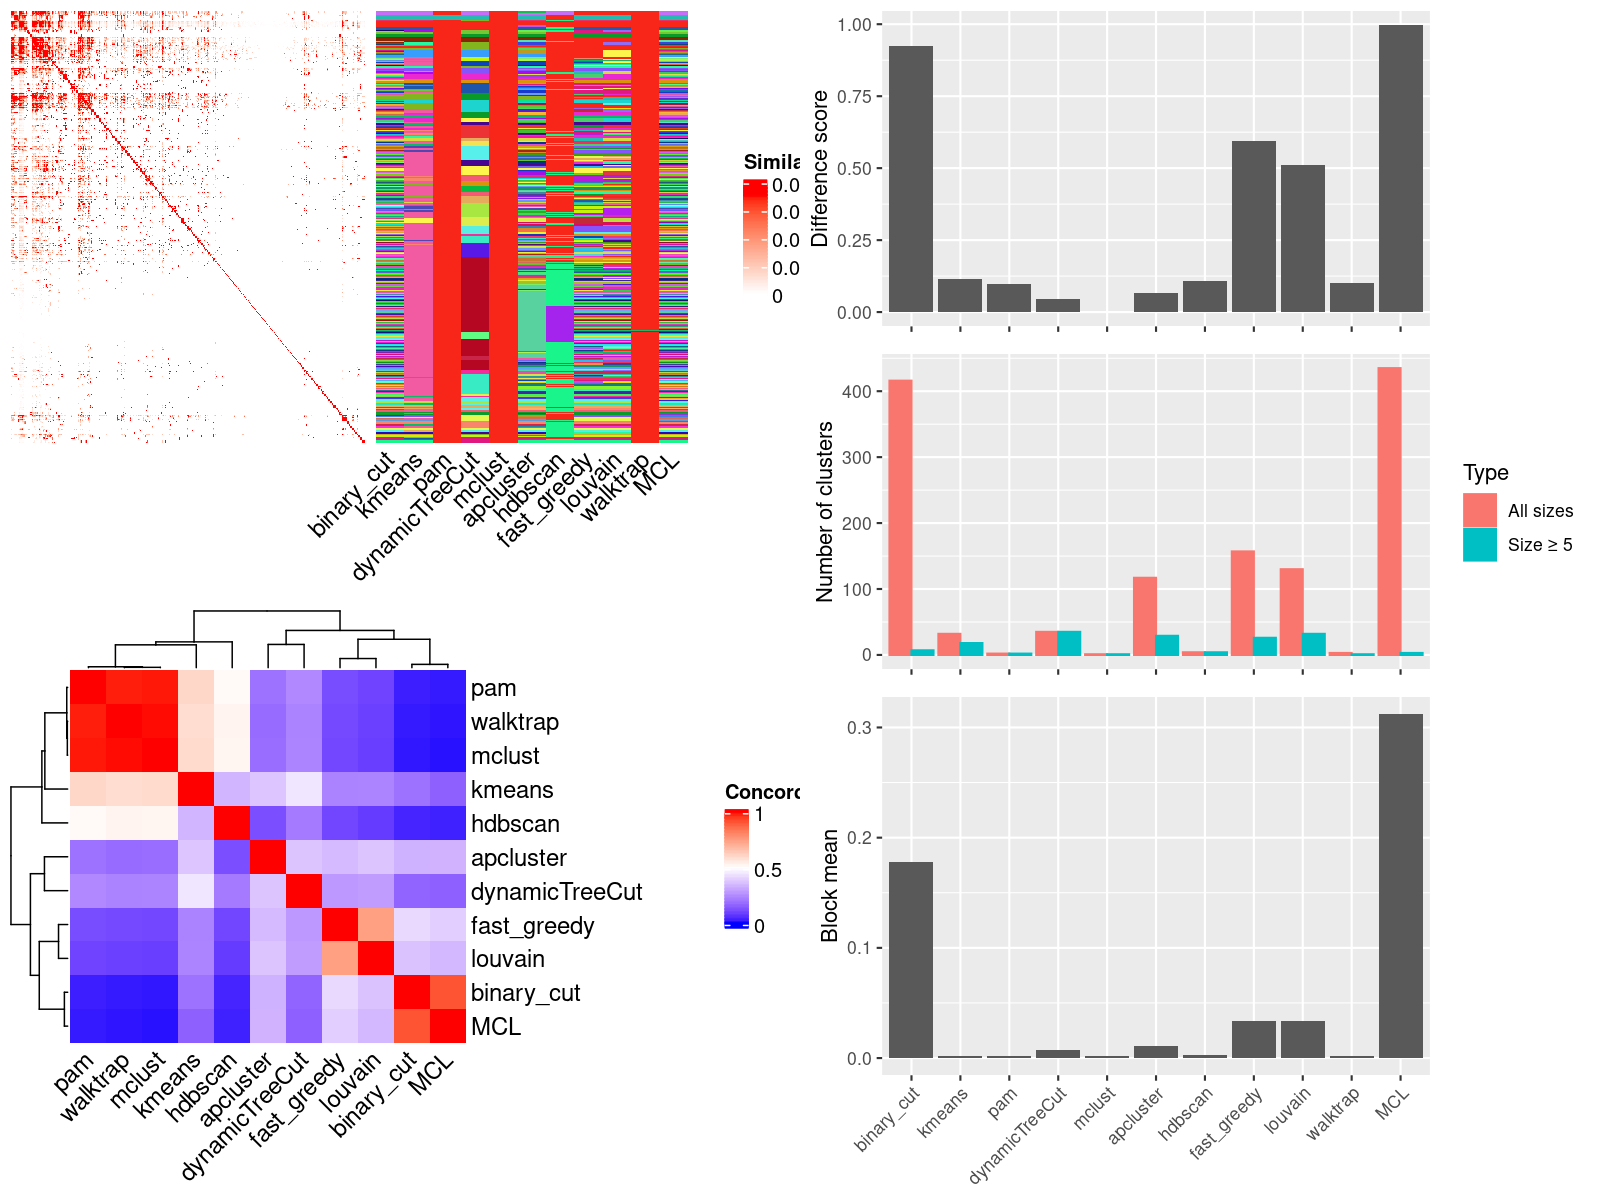 Simila
0.0
0.0
0.0
0.0
0
binary_cut
kmeans
pam
dynamicTreeCut
mclust
apcluster
hdbscan
fast_greedy
louvain
walktrap
MCL
pam
walktrap
mclust
kmeans
hdbscan
apcluster
dynamicTreeCut
fast_greedy
louvain
binary_cut
MCL
Concord
1
0.5
0
pam
walktrap
mclust
kmeans
hdbscan
apcluster
dynamicTreeCut
fast_greedy
louvain
binary_cut
MCL
Difference score
1.00
0.75
0.50
0.25
0.00
Number of clusters
400
300
200
100
0
Type
All sizes
Size ≥ 5
Block mean
0.3
0.2
0.1
0.0
binary_cut
kmeans
pam
dynamicTreeCut
mclust
apcluster
hdbscan
fast_greedy
louvain
walktrap
MCL